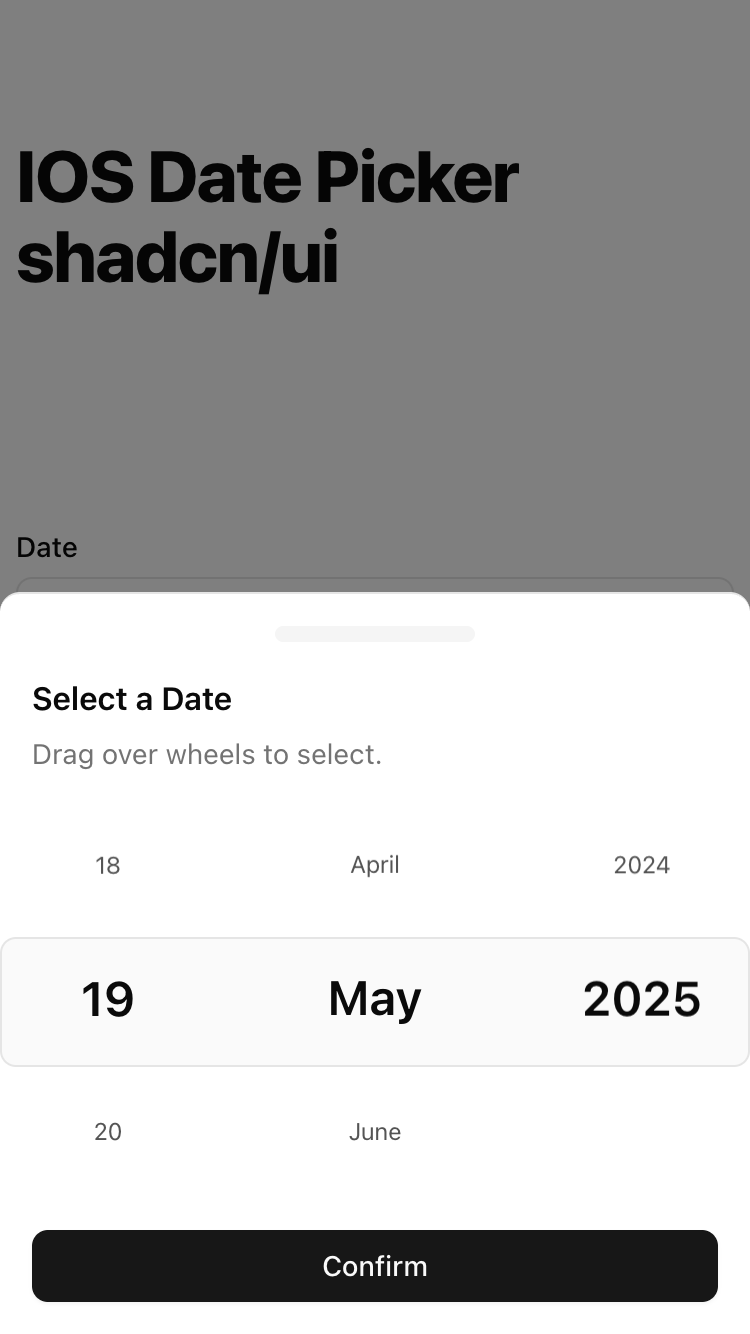 IOS Date Picker
shadcn/ui
Date
Select a Date
Drag over wheels to select.
18 April 2024
19 May 2025
20 June
Confirm